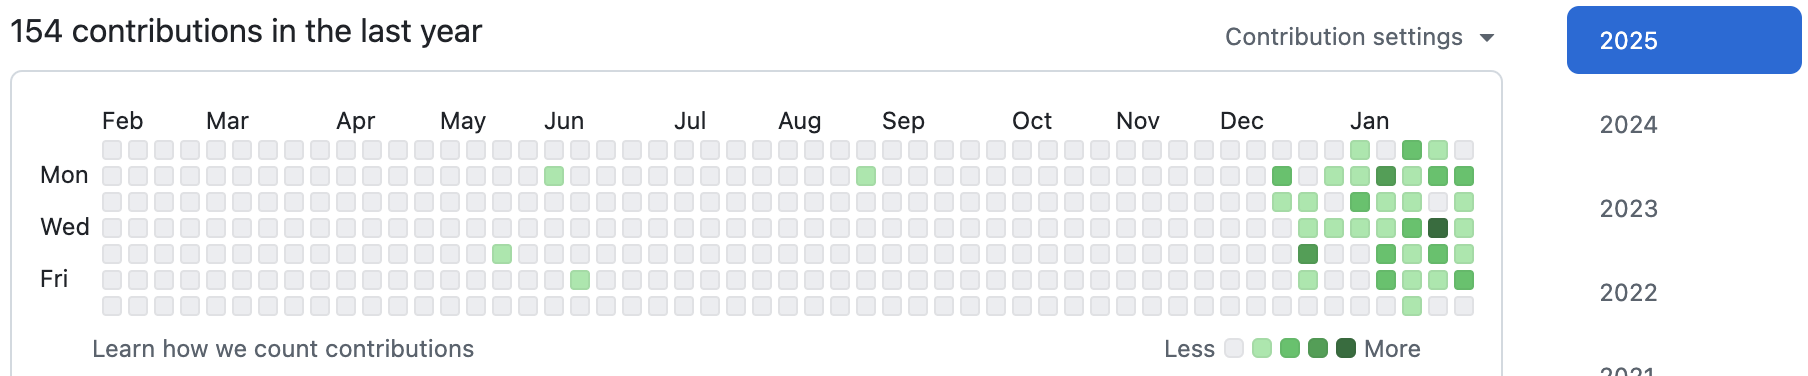 154 contributions in the last year
Contribution settings
2025
Feb Mar Apr May Jun Jul Aug Sep Oct Nov Dec Jan
2024
Mon
2023
Wed
Fri
2022
Learn how we count contributions
Less More
2021